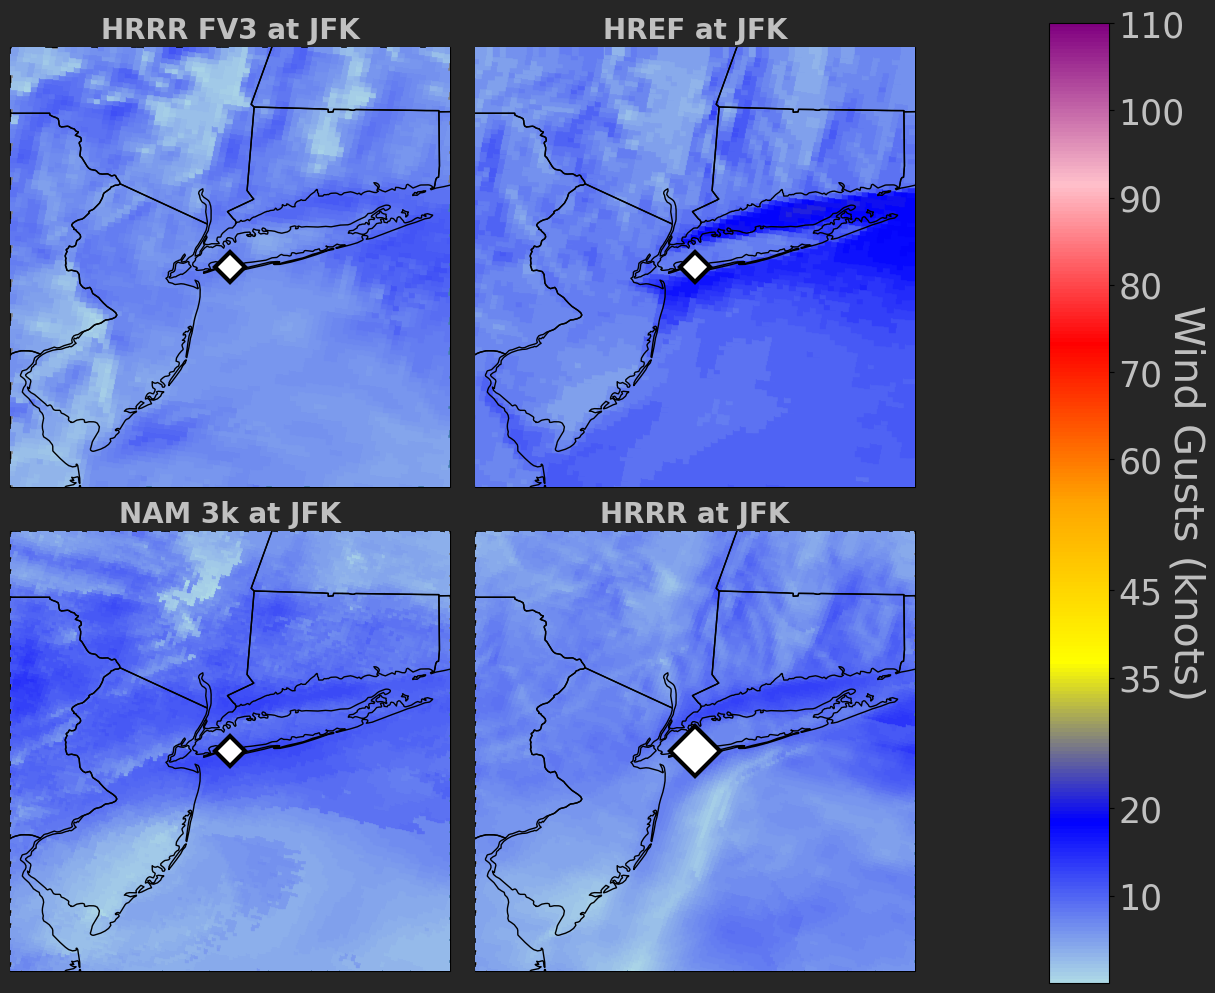 HRRR FV3 at JFK
HREF at JFK
NAM 3k at JFK
HRRR at JFK
110
100
90
80
70
60
45
35
20
10
Wind Gusts (knots)